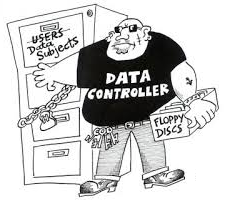 USERS
Data
Subjects
DATA
CONTROLLER
FLOPPY
DISCS